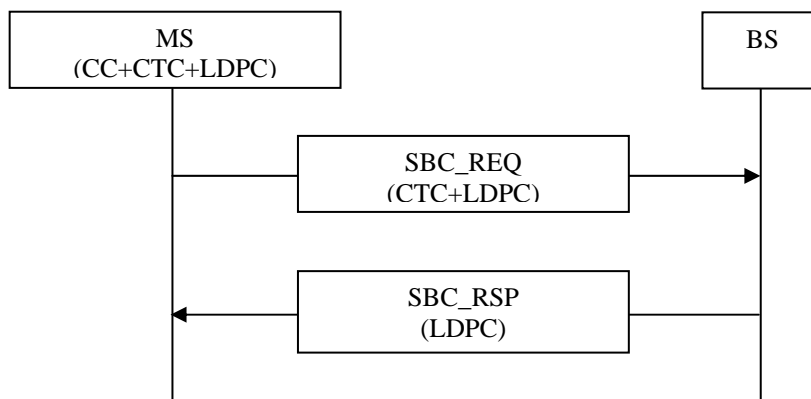 MS
(CC+CTC+LDPC)
BS
SBC_REQ
(CTC+LDPC)
SBC_RSP
(LDPC)